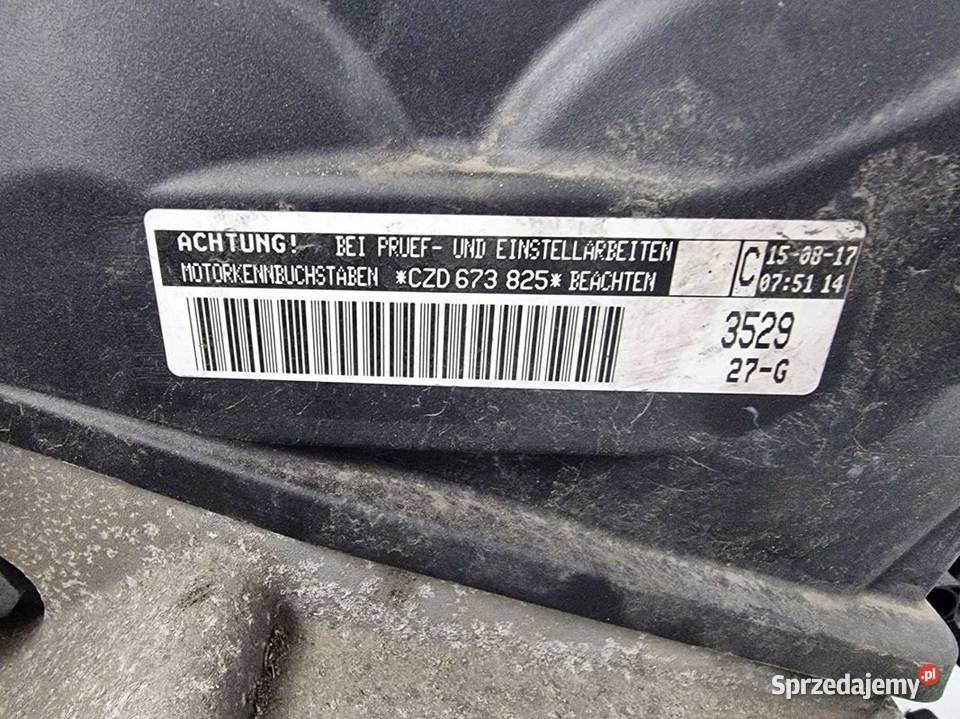 ACHTUNG! BEI PRUEF- UND EINSTELLARBEITEN
MOTORKENNBUCHSTABEN *CZD 673 825* BEACHTEN
C
15-08-17
07:51 14
3529
27-G
Sprzedajemy.pl